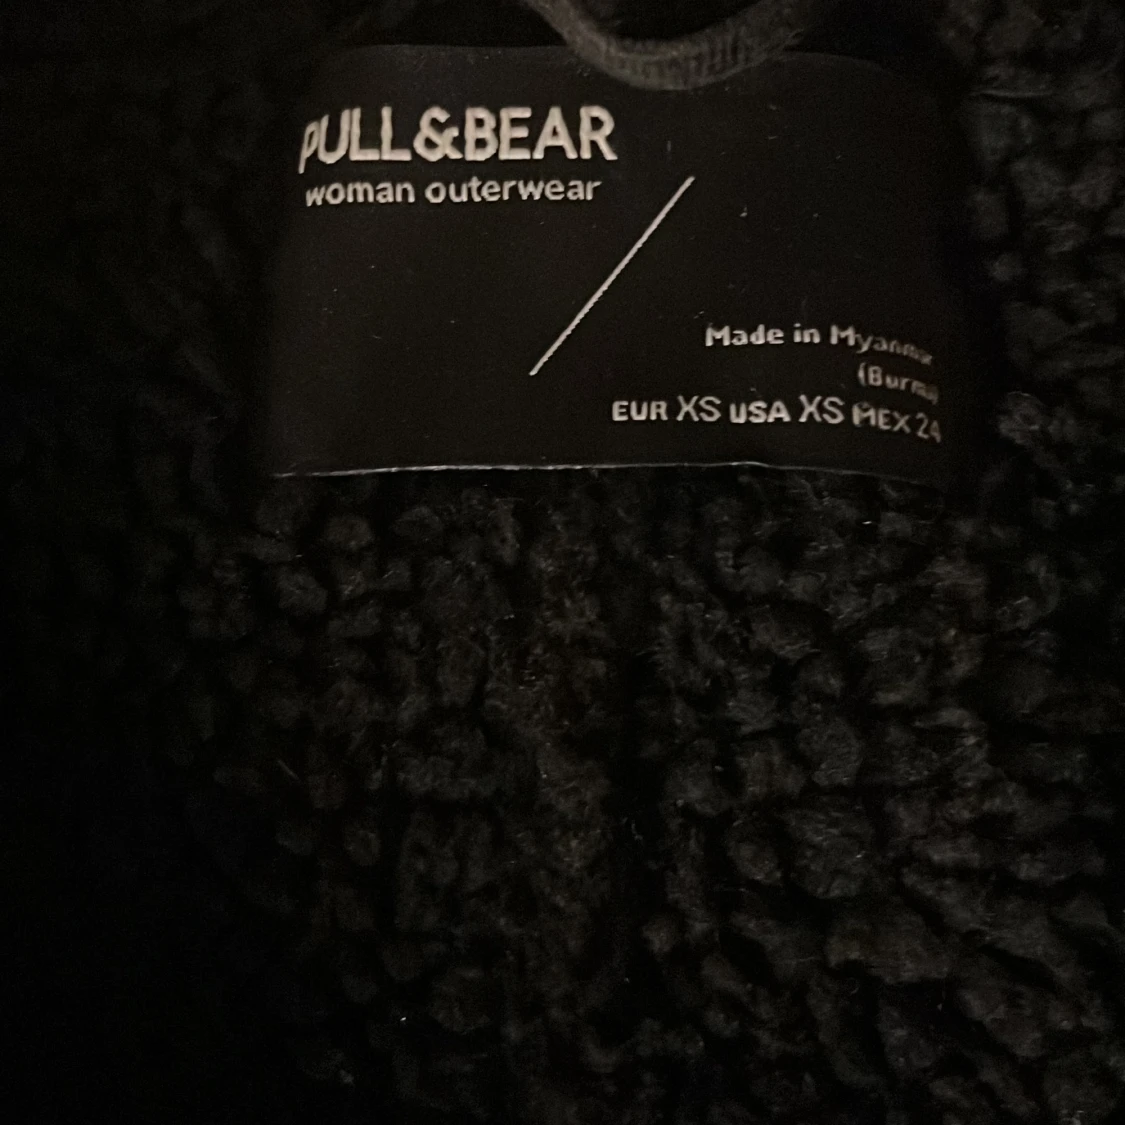 PULL&BEAR
woman outerwear
Made in Myanmar
(Burma)
EUR XS USA XS MEX 24